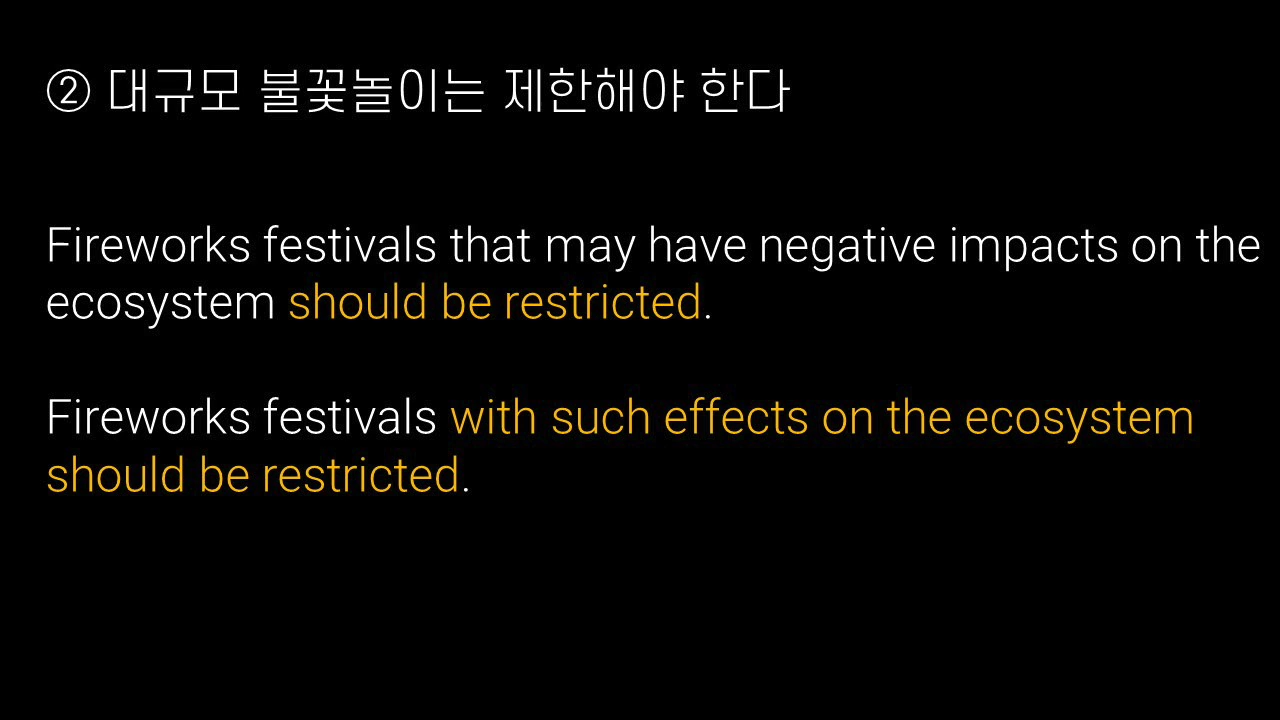 ② 대규모 불꽃놀이는 제한해야 한다
Fireworks festivals that may have negative impacts on the
ecosystem should be restricted.
Fireworks festivals with such effects on the ecosystem
should be restricted.